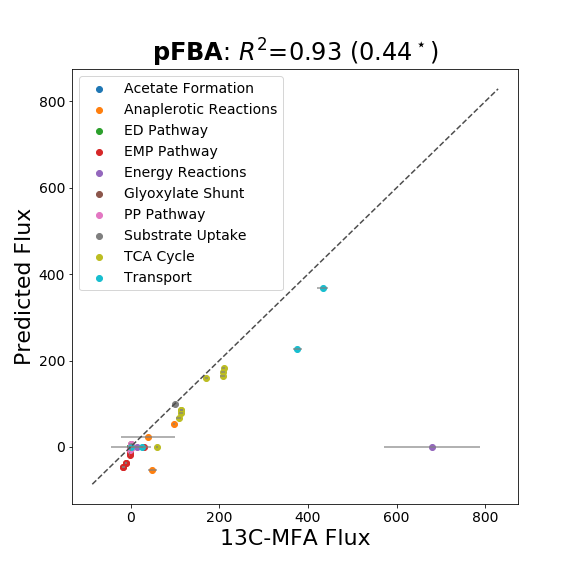 pFBA: R²=0.93 (0.44*)
Acetate Formation
Anaplerotic Reactions
ED Pathway
EMP Pathway
Energy Reactions
Glyoxylate Shunt
PP Pathway
Substrate Uptake
TCA Cycle
Transport
Predicted Flux
800
600
400
200
0
0 200 400 600 800
13C-MFA Flux